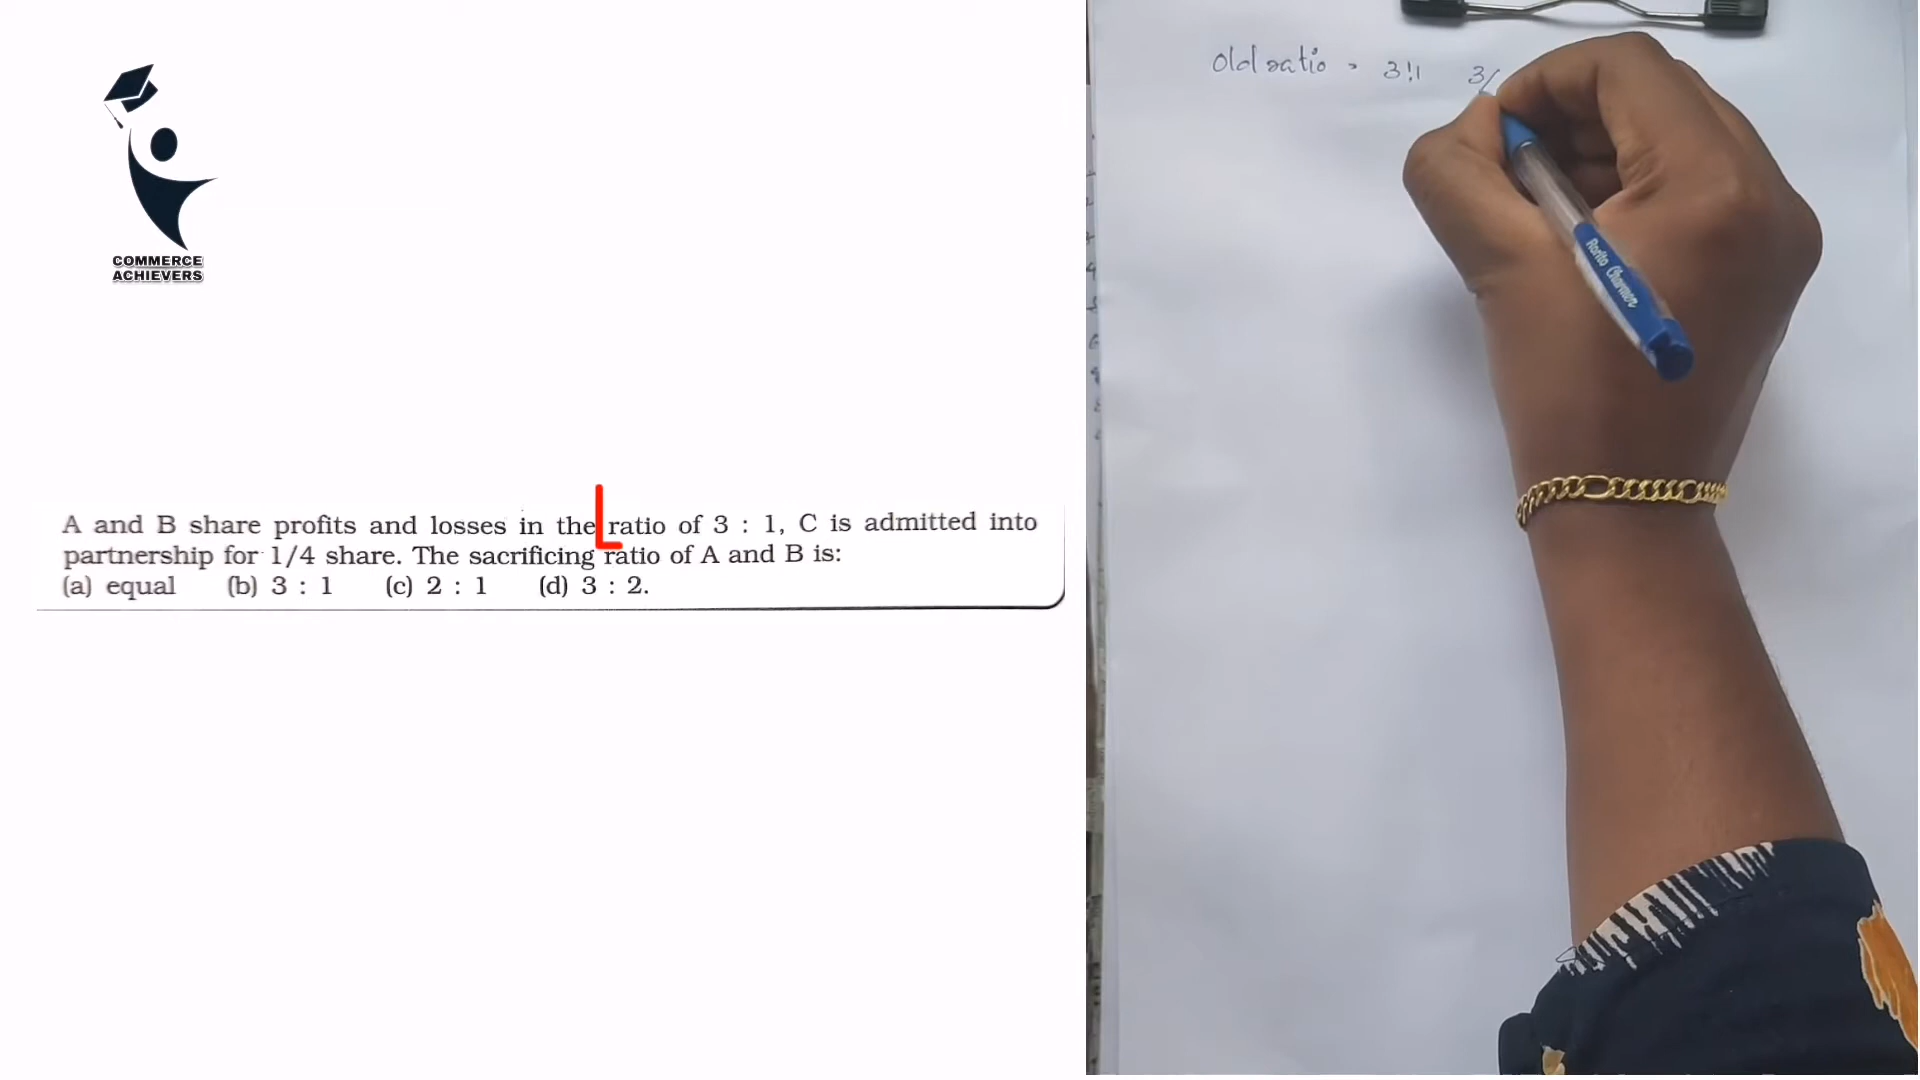 COMMERCE
ACHIEVERS
A and B share profits and losses in the ratio of 3 : 1, C is admitted into
partnership for 1/4 share. The sacrificing ratio of A and B is:
(a) equal (b) 3 : 1 (c) 2 : 1 (d) 3 : 2.
Old ratio = 3:1 3/
Rorito Charmer